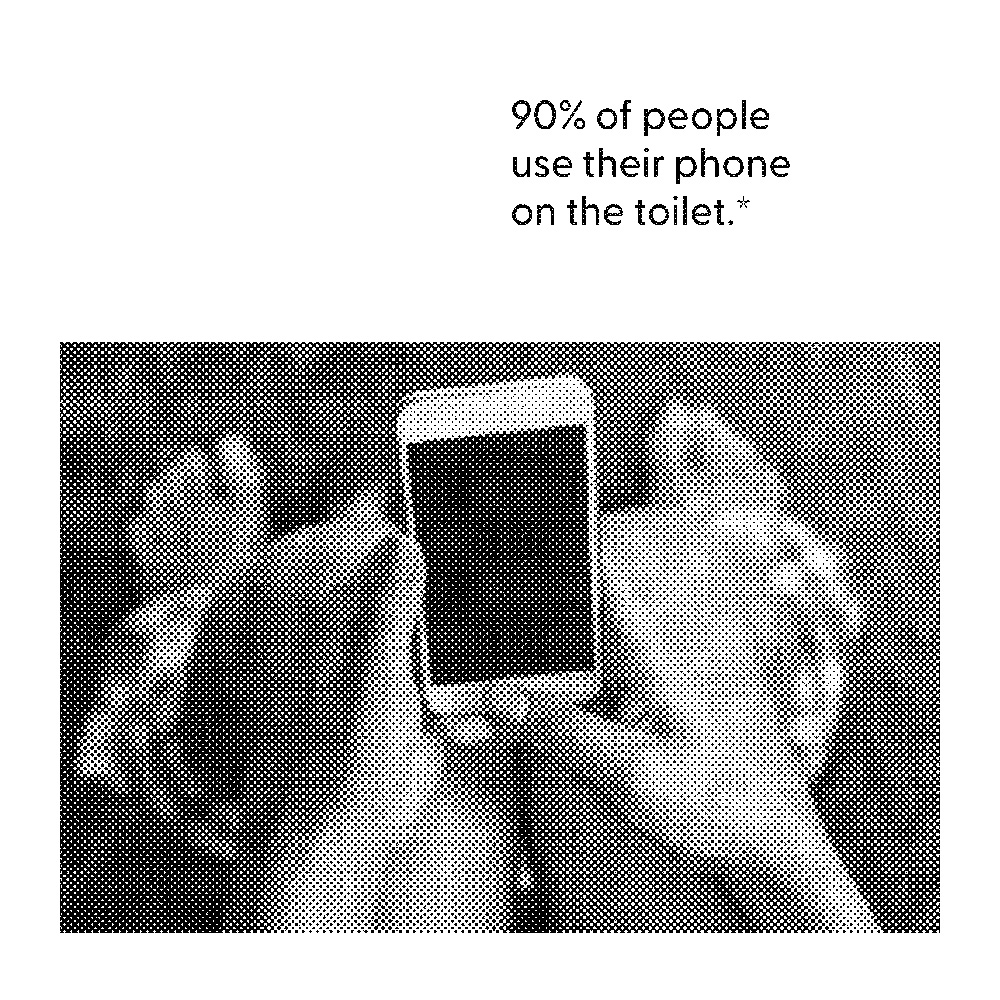 90% of people
use their phone
on the toilet.*